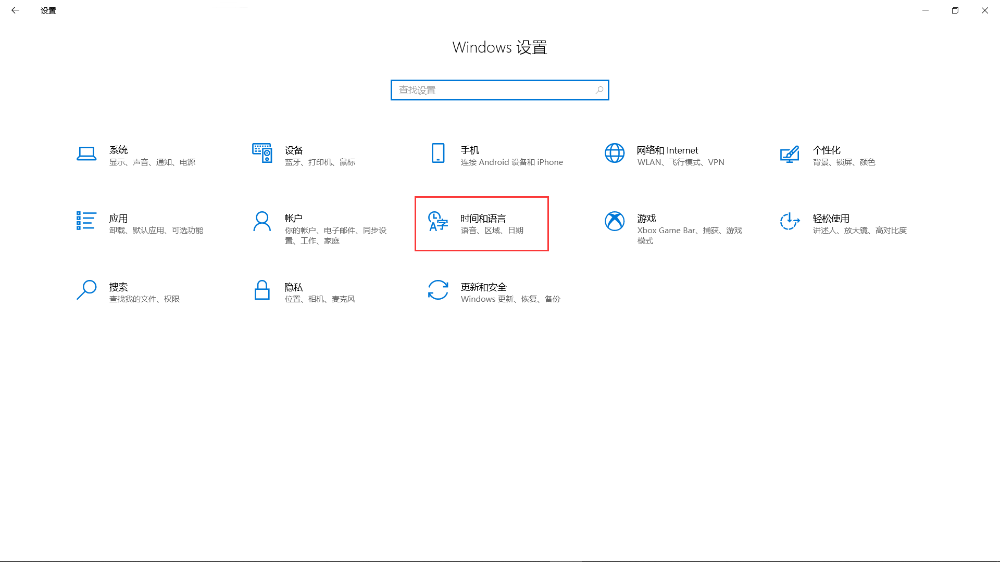 设置
Windows 设置
查找设置
系统
显示、声音、通知、电源
设备
蓝牙、打印机、鼠标
手机
连接 Android 设备和 iPhone
网络和 Internet
WLAN、飞行模式、VPN
个性化
背景、锁屏、颜色
应用
卸载、默认应用、可选功能
帐户
你的帐户、电子邮件、同步设
置、工作、家庭
时间和语言
语音、区域、日期
游戏
Xbox Game Bar、捕获、游戏
模式
轻松使用
讲述人、放大镜、高对比度
搜索
查找我的文件、权限
隐私
位置、相机、麦克风
更新和安全
Windows 更新、恢复、备份